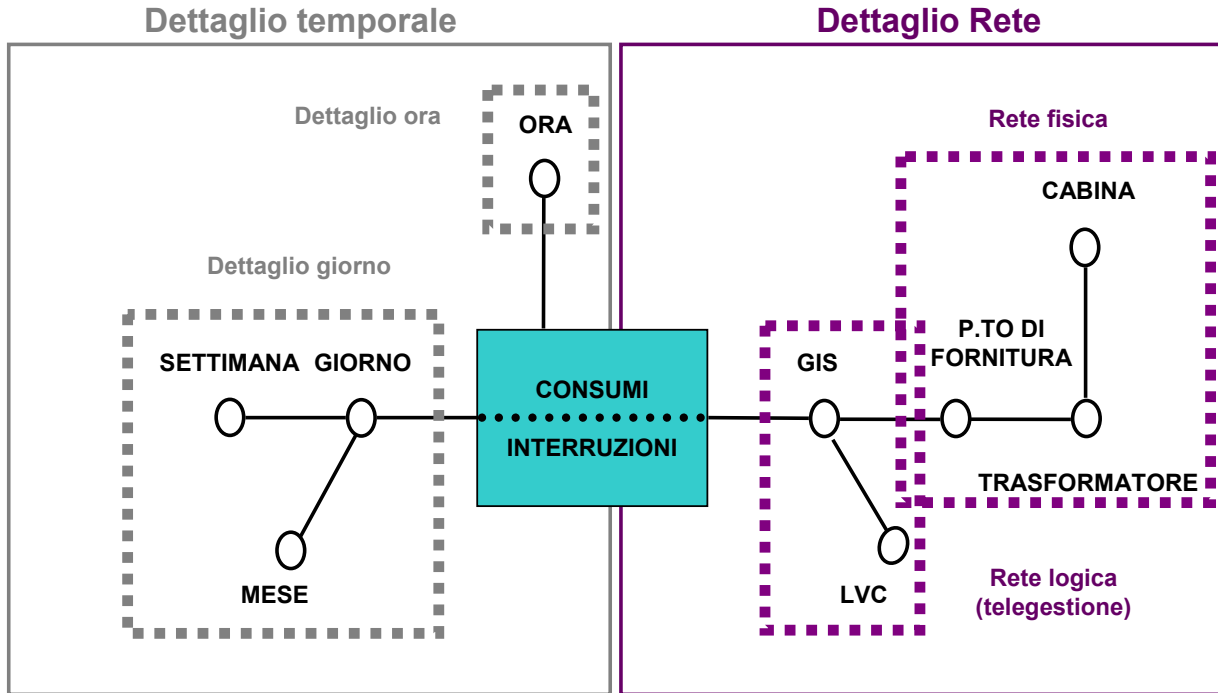 Dettaglio temporale
Dettaglio Rete
Dettaglio ora
ORA
Rete fisica
CABINA
Dettaglio giorno
SETTIMANA GIORNO
CONSUMI
INTERRUZIONI
GIS
P.TO DI
FORNITURA
TRASFORMATORE
MESE
LVC
Rete logica
(telegestione)